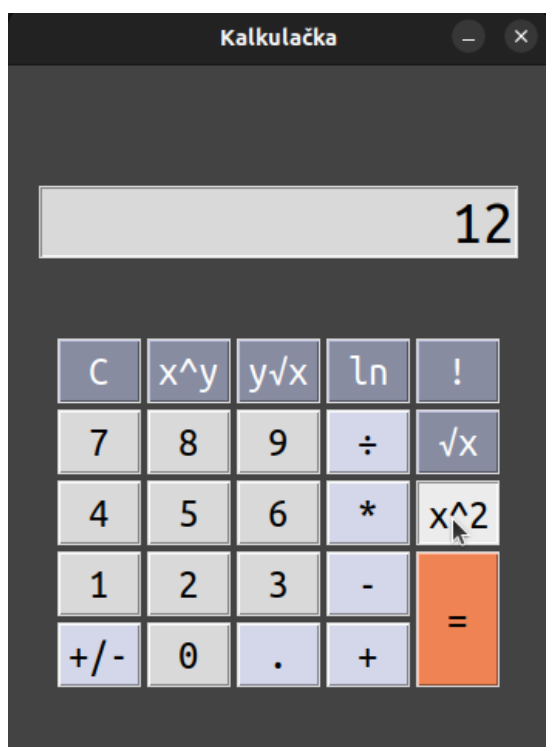 Kalkulačka
12
C x^y y√x ln !
7 8 9 ÷ √x
4 5 6 * x^2
1 2 3 - =
+/- 0 . +